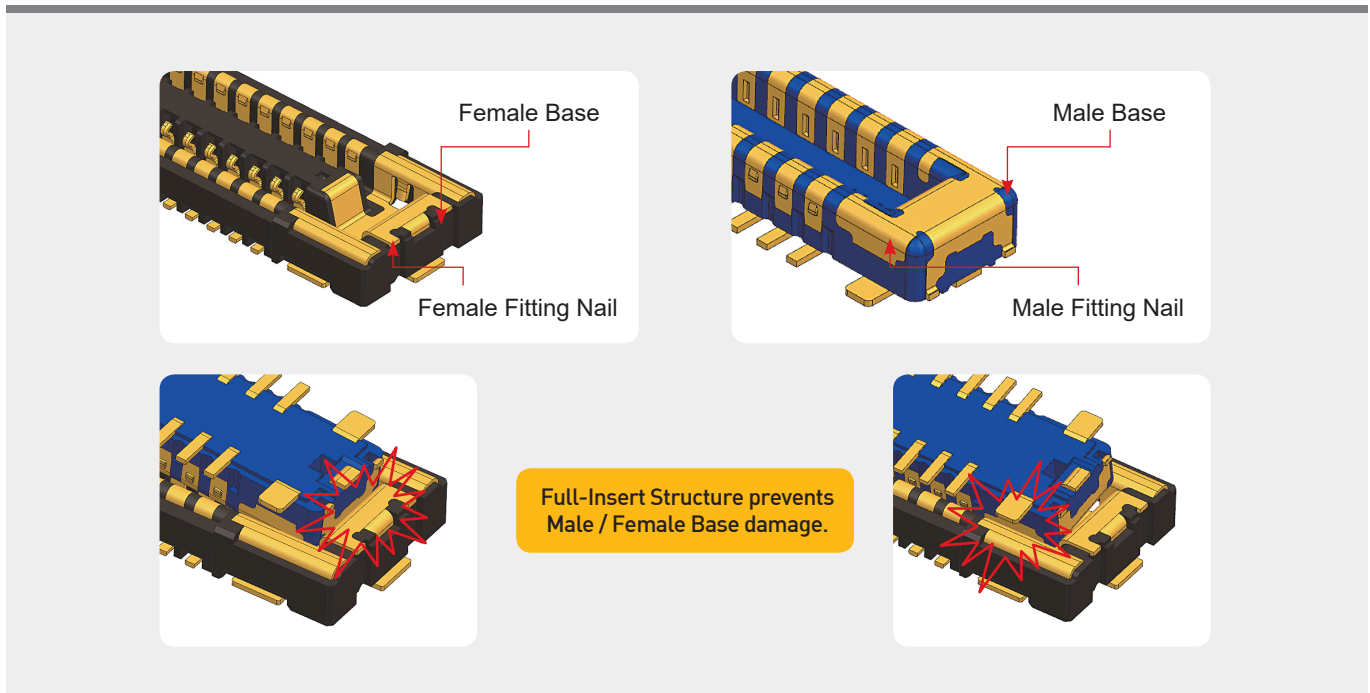 Female Base
Female Fitting Nail
Male Base
Male Fitting Nail
Full-Insert Structure prevents
Male / Female Base damage.